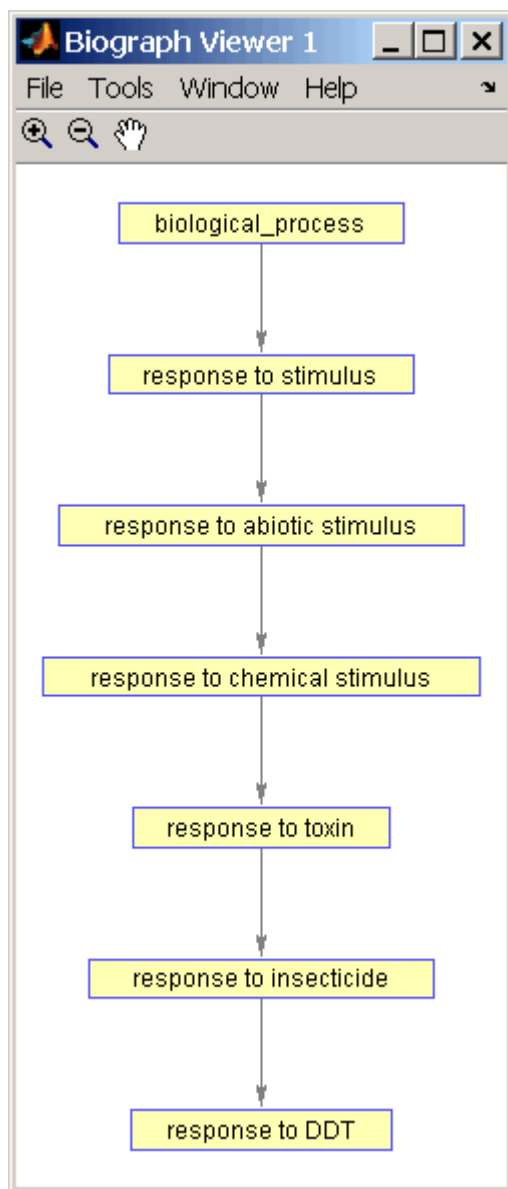 Biograph Viewer 1
File Tools Window Help
biological_process
response to stimulus
response to abiotic stimulus
response to chemical stimulus
response to toxin
response to insecticide
response to DDT